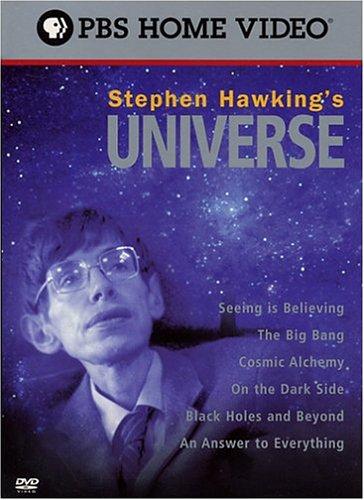 PBS HOME VIDEO®
Stephen Hawking's
UNIVERSE
Seeing is Believing
The Big Bang
Cosmic Alchemy
On the Dark Side
Black Holes and Beyond
An Answer to Everything
DVD
VIDEO